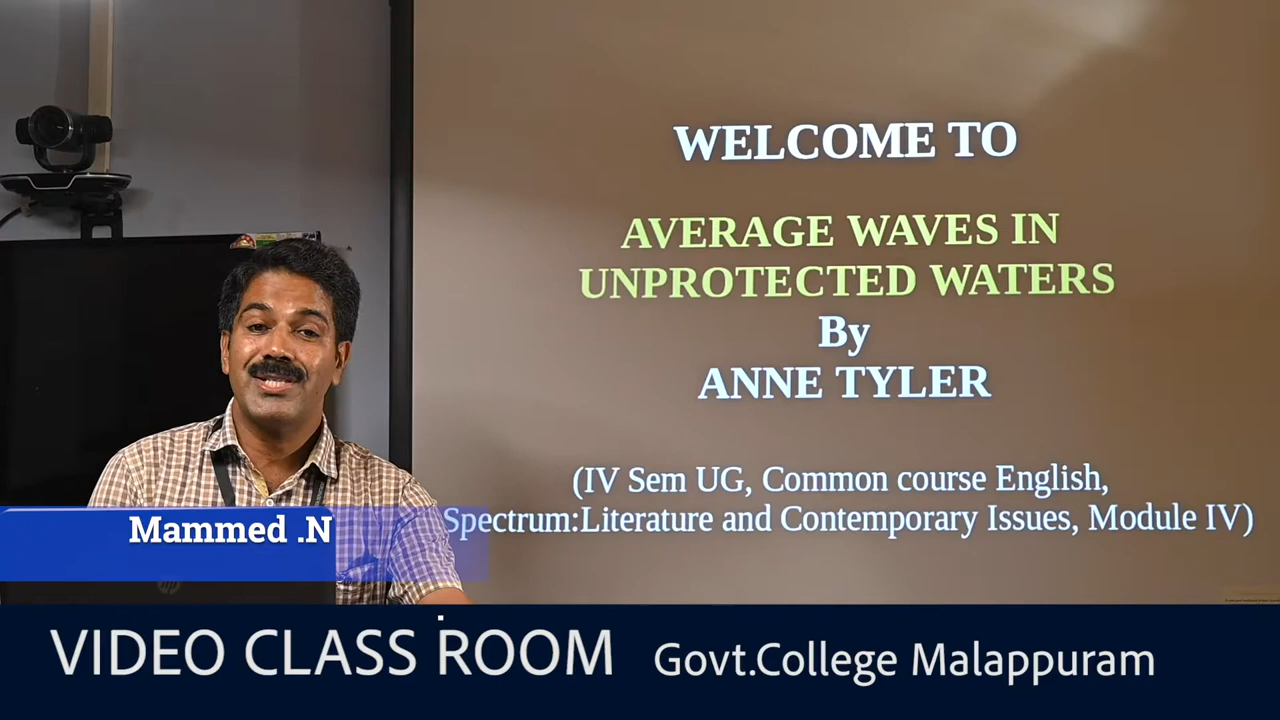 WELCOME TO
AVERAGE WAVES IN
UNPROTECTED WATERS
By
ANNE TYLER
(IV Sem UG, Common course English,
Spectrum:Literature and Contemporary Issues, Module IV)
Mammed .N
hp
VIDEO CLASS ROOM Govt.College Malappuram